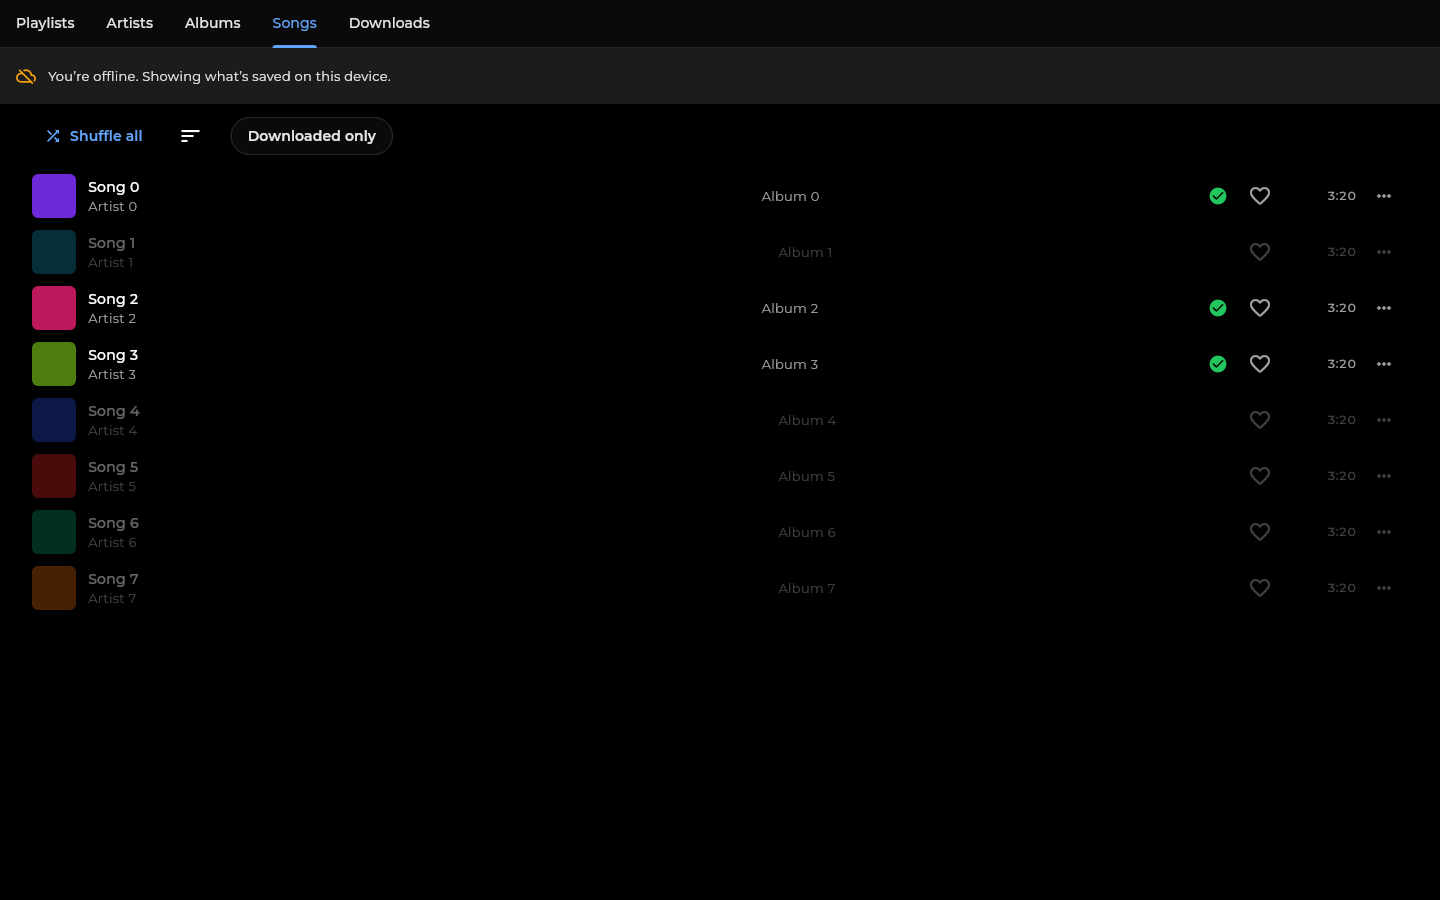 Playlists Artists Albums Songs Downloads
You're offline. Showing what's saved on this device.
Shuffle all Downloaded only
Song 0
Artist 0 Album 0 3:20
Song 1
Artist 1 Album 1 3:20
Song 2
Artist 2 Album 2 3:20
Song 3
Artist 3 Album 3 3:20
Song 4
Artist 4 Album 4 3:20
Song 5
Artist 5 Album 5 3:20
Song 6
Artist 6 Album 6 3:20
Song 7
Artist 7 Album 7 3:20